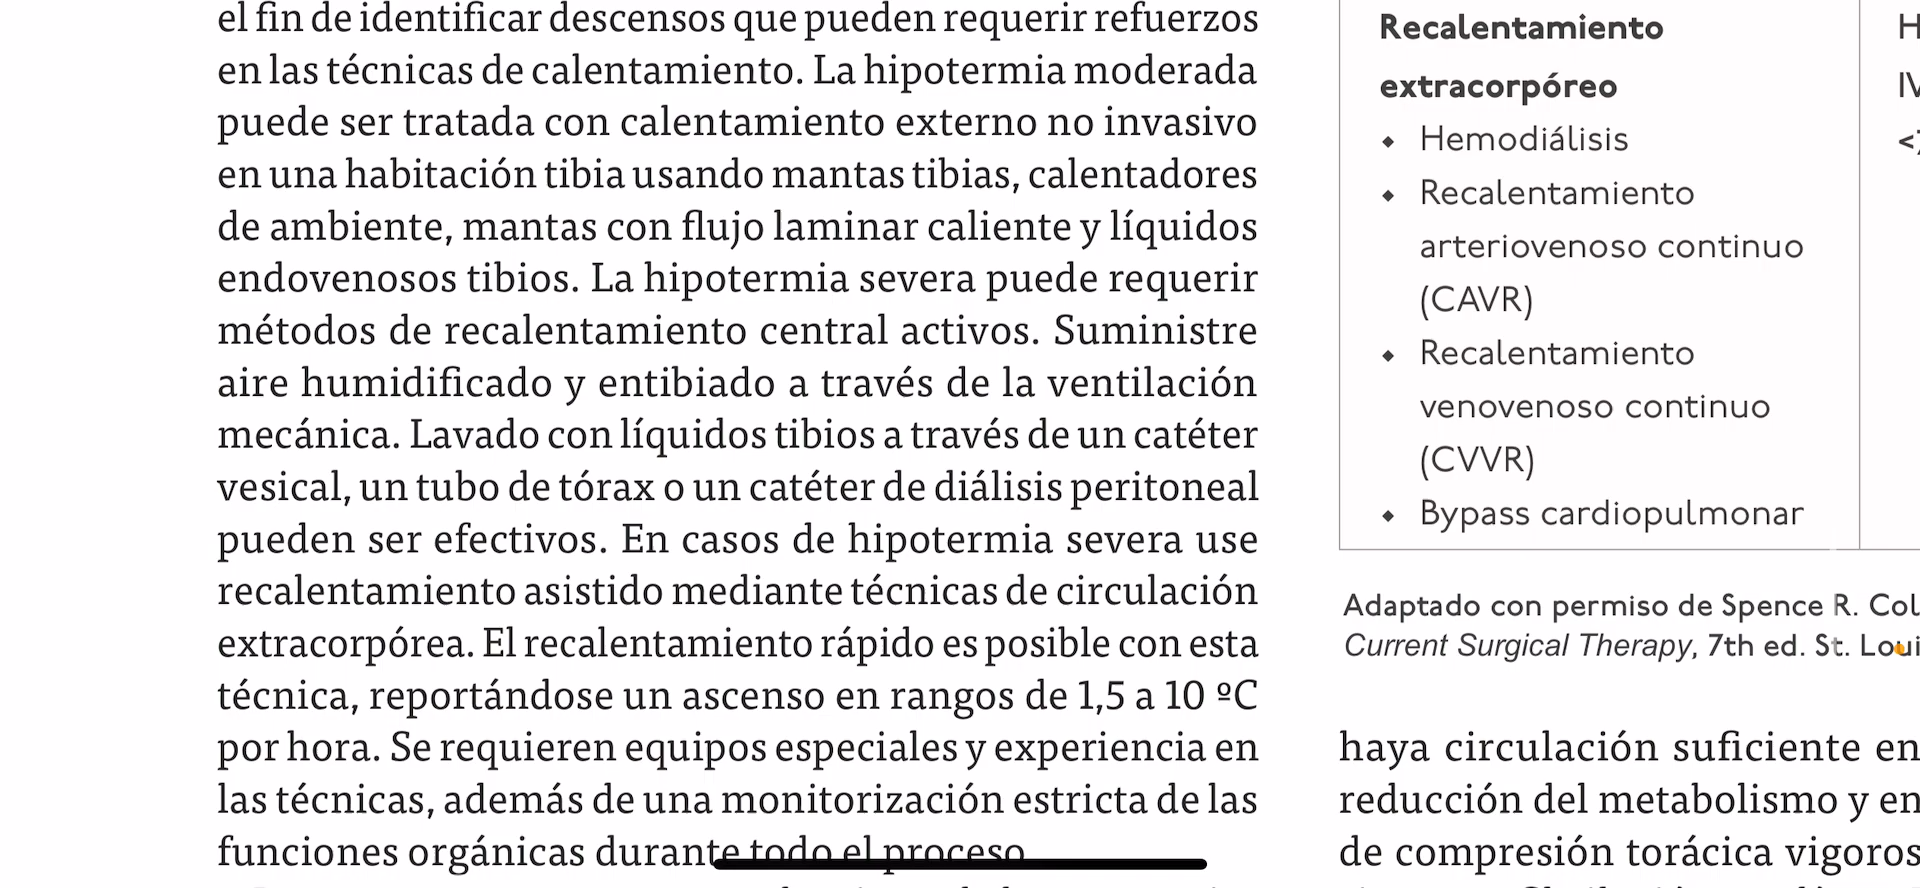 el fin de identificar descensos que pueden requerir refuerzos
en las técnicas de calentamiento. La hipotermia moderada
puede ser tratada con calentamiento externo no invasivo
en una habitación tibia usando mantas tibias, calentadores
de ambiente, mantas con flujo laminar caliente y líquidos
endovenosos tibios. La hipotermia severa puede requerir
métodos de recalentamiento central activos. Suministre
aire humidificado y entibiado a través de la ventilación
mecánica. Lavado con líquidos tibios a través de un catéter
vesical, un tubo de tórax o un catéter de diálisis peritoneal
pueden ser efectivos. En casos de hipotermia severa use
recalentamiento asistido mediante técnicas de circulación
extracorpórea. El recalentamiento rápido es posible con esta
técnica, reportándose un ascenso en rangos de 1,5 a 10 ºC
por hora. Se requieren equipos especiales y experiencia en
las técnicas, además de una monitorización estricta de las
funciones orgánicas durante todo el proceso
Recalentamiento
extracorpóreo
• Hemodiálisis
• Recalentamiento
arteriovenoso continuo
(CAVR)
• Recalentamiento
venovenoso continuo
(CVVR)
• Bypass cardiopulmonar
H
IV
<
Adaptado con permiso de Spence R. Col
Current Surgical Therapy, 7th ed. St. Loui
haya circulación suficiente en
reducción del metabolismo y en
de compresión torácica vigoros